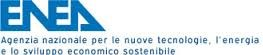 ENEA
Agenzia nazionale per le nuove tecnologie, l'energia
e lo sviluppo economico sostenibile